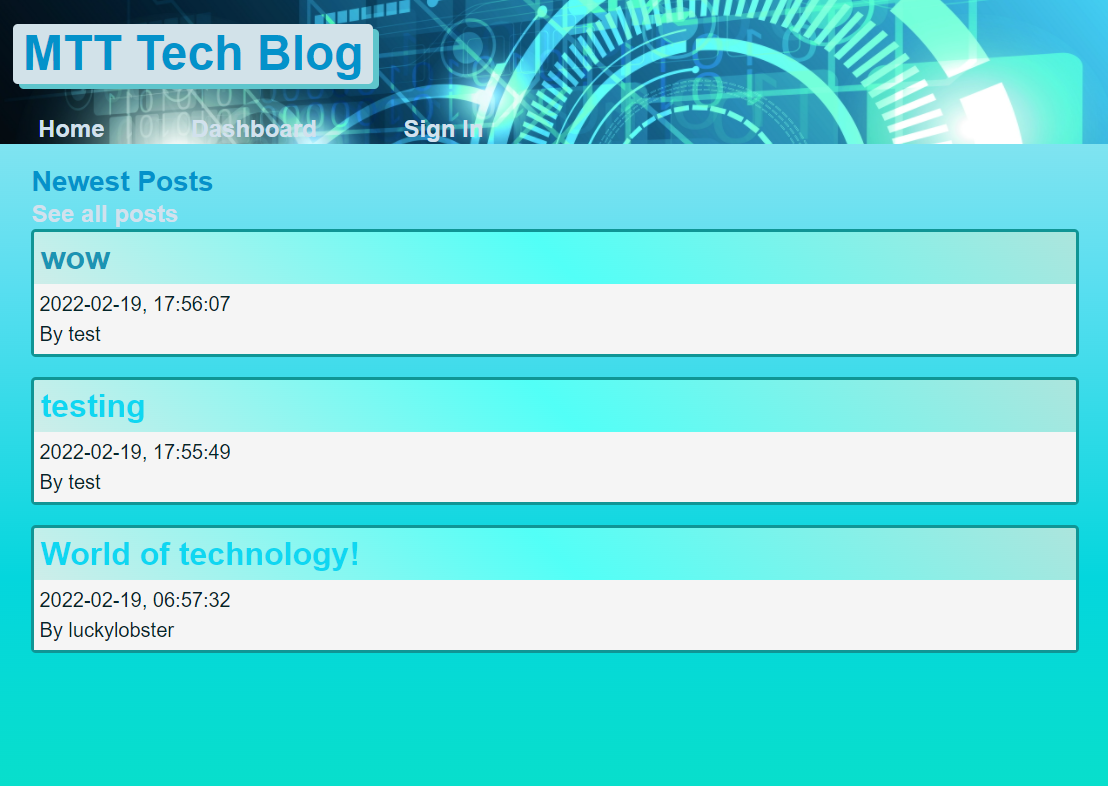 MTT Tech Blog
Home Dashboard Sign In
Newest Posts
See all posts
wow
2022-02-19, 17:56:07
By test
testing
2022-02-19, 17:55:49
By test
World of technology!
2022-02-19, 06:57:32
By luckylobster